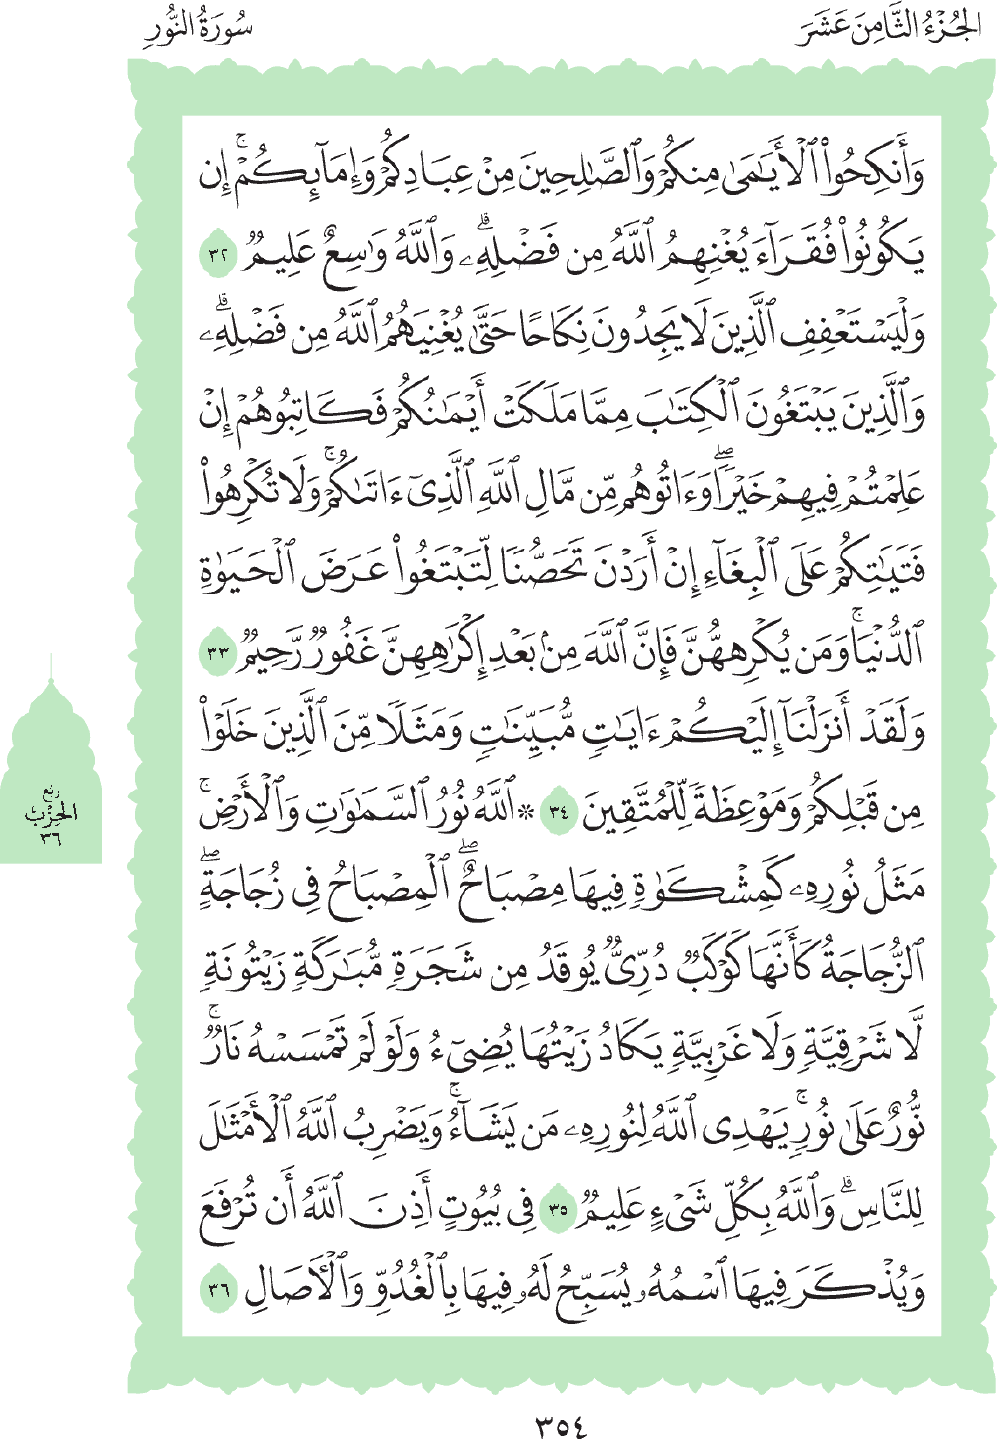 الجُزْءُ الثَّامِنَ عَشَرَ
سُورَةُ النُّورِ
وَأَنكِحُوا۟ ٱلْأَيَـٰمَىٰ مِنكُمْ وَٱلصَّـٰلِحِينَ مِنْ عِبَادِكُمْ وَإِمَآئِكُمْ ۚ إِن
يَكُونُوا۟ فُقَرَآءَ يُغْنِهِمُ ٱللَّهُ مِن فَضْلِهِۦ ۗ وَٱللَّهُ وَٰسِعٌ عَلِيمٌ ٣٢
وَلْيَسْتَعْفِفِ ٱلَّذِينَ لَا يَجِدُونَ نِكَاحًا حَتَّىٰ يُغْنِيَهُمُ ٱللَّهُ مِن فَضْلِهِۦ ۗ
وَٱلَّذِينَ يَبْتَغُونَ ٱلْكِتَـٰبَ مِمَّا مَلَكَتْ أَيْمَـٰنُكُمْ فَكَاتِبُوهُمْ إِنْ
عَلِمْتُمْ فِيهِمْ خَيْرًا ۖ وَءَاتُوهُم مِّن مَّالِ ٱللَّهِ ٱلَّذِىٓ ءَاتَىٰكُمْ ۚ وَلَا تُكْرِهُوا۟
فَتَيَـٰتِكُمْ عَلَى ٱلْبِغَآءِ إِنْ أَرَدْنَ تَحَصُّنًا لِّتَبْتَغُوا۟ عَرَضَ ٱلْحَيَوٰةِ
ٱلدُّنْيَا ۚ وَمَن يُكْرِههُّنَّ فَإِنَّ ٱللَّهَ مِنۢ بَعْدِ إِكْرَٰهِهِنَّ غَفُورٌ رَّحِيمٌ ٣٣
وَلَقَدْ أَنزَلْنَآ إِلَيْكُمْ ءَايَـٰتٍ مُّبَيِّنَـٰتٍ وَمَثَلًا مِّنَ ٱلَّذِينَ خَلَوْا۟
مِن قَبْلِكُمْ وَمَوْعِظَةً لِّلْمُتَّقِينَ ٣٤ * ٱللَّهُ نُورُ ٱلسَّمَـٰوَٰتِ وَٱلْأَرْضِ ۚ
مَثَلُ نُورِهِۦ كَمِشْكَوٰةٍ فِيهَا مِصْبَاحٌ ۖ ٱلْمِصْبَاحُ فِى زُجَاجَةٍ ۖ
ٱلزُّجَاجَةُ كَأَنَّهَا كَوْكَبٌ دُرِّىٌّ يُوقَدُ مِن شَجَرَةٍ مُّبَـٰرَكَةٍ زَيْتُونَةٍ
لَّا شَرْقِيَّةٍ وَلَا غَرْبِيَّةٍ يَكَادُ زَيْتُهَا يُضِىٓءُ وَلَوْ لَمْ تَمْسَسْهُ نَارٌ ۚ
نُّورٌ عَلَىٰ نُورٍ ۗ يَهْدِى ٱللَّهُ لِنُورِهِۦ مَن يَشَآءُ ۚ وَيَضْرِبُ ٱللَّهُ ٱلْأَمْثَـٰلَ
لِلنَّاسِ ۗ وَٱللَّهُ بِكُلِّ شَىْءٍ عَلِيمٌ ٣٥ فِى بُيُوتٍ أَذِنَ ٱللَّهُ أَن تُرْفَعَ
وَيُذْكَرَ فِيهَا ٱسْمُهُۥ يُسَبِّحُ لَهُۥ فِيهَا بِٱلْغُدُوِّ وَٱلْـَٔاصَالِ ٣٦
ربع
الحِزْب
٣٦
٣٥٤